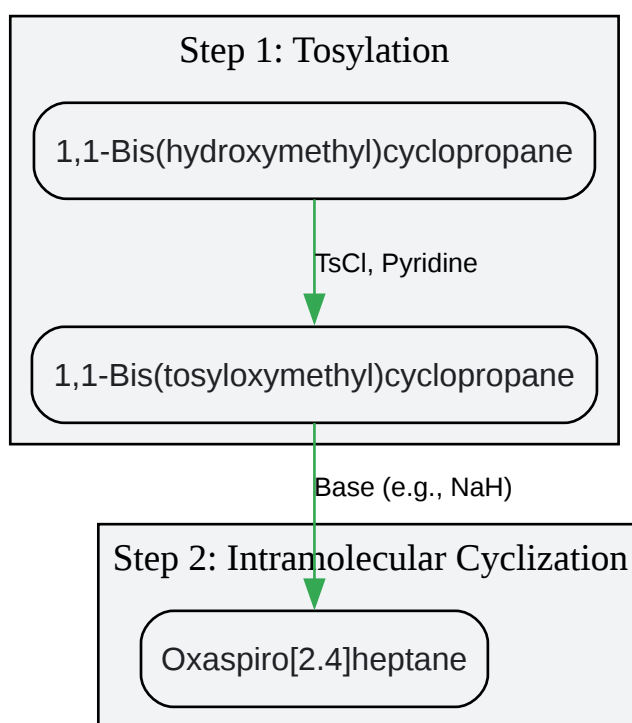 Step 1: Tosylation
1,1-Bis(hydroxymethyl)cyclopropane
TsCl, Pyridine
1,1-Bis(tosyloxymethyl)cyclopropane
Base (e.g., NaH)
Step 2: Intramolecular Cyclization
Oxaspiro[2.4]heptane